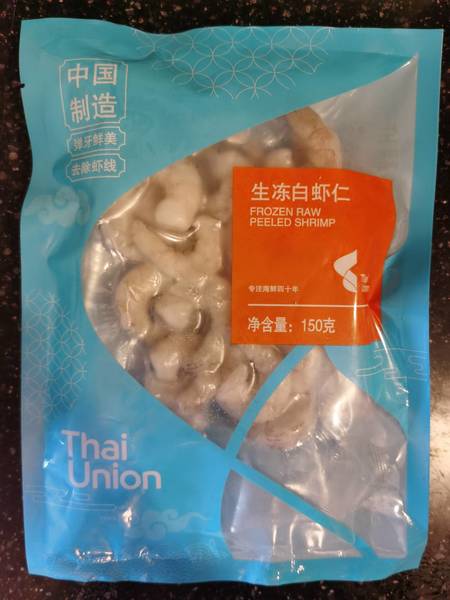 中国
制造
弹牙鲜美
去除虾线
生冻白虾仁
FROZEN RAW
PEELED SHRIMP
专注海鲜四十年
净含量：150克
Thai
Union